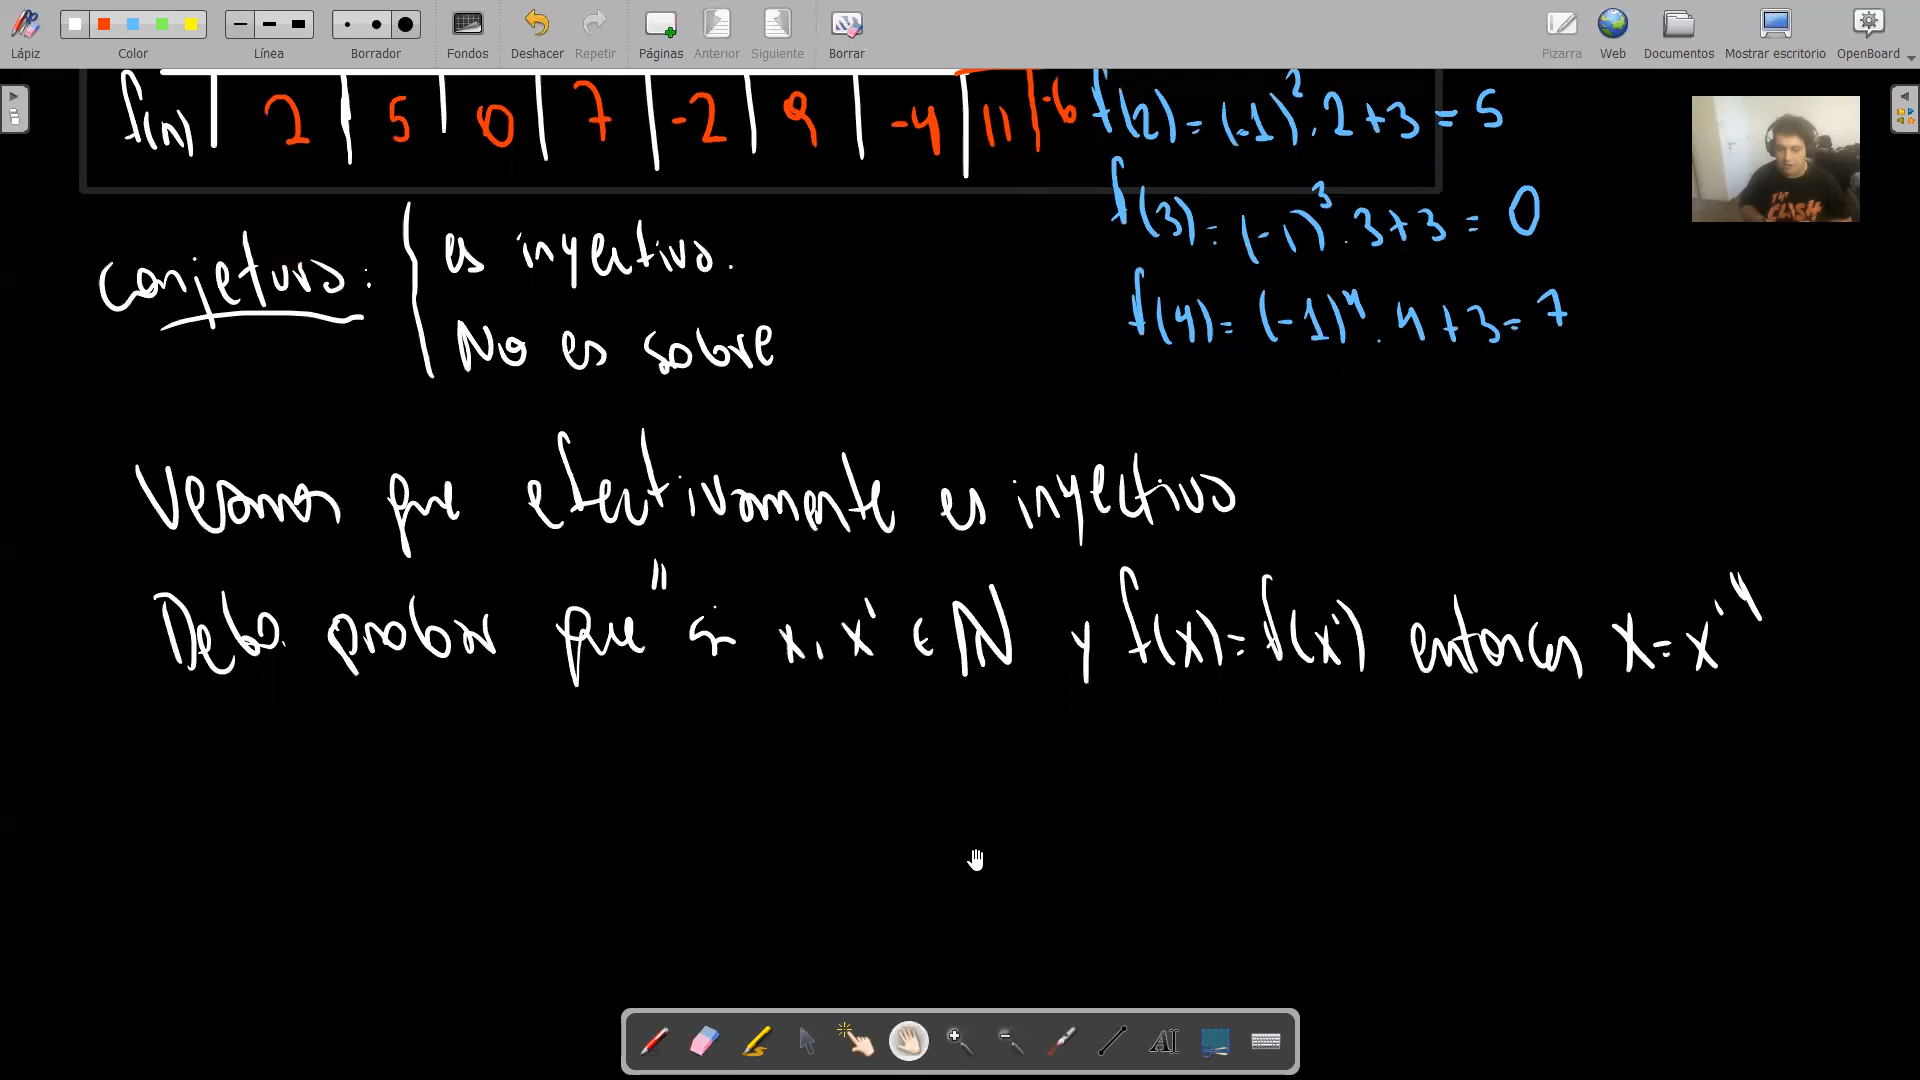 Lápiz Color Línea Borrador Fondos Deshacer Repetir Páginas Anterior Siguiente Borrar Pizarra Web Documentos Mostrar escritorio OpenBoard
f(n) | 2 | 5 | 0 | 7 | -2 | 9 | -4 | 11 | -6
f(2) = (-1)² . 2 + 3 = 5
f(3) = (-1)³ . 3 + 3 = 0
f(4) = (-1)⁴ . 4 + 3 = 7
Conjetura: { es inyectiva.
No es sobre
Veamos que efectivamente es inyectiva
Debo probar que "si x, x' ∈ ℕ y f(x) = f(x') entonces x = x'"
THE CLASH
AI